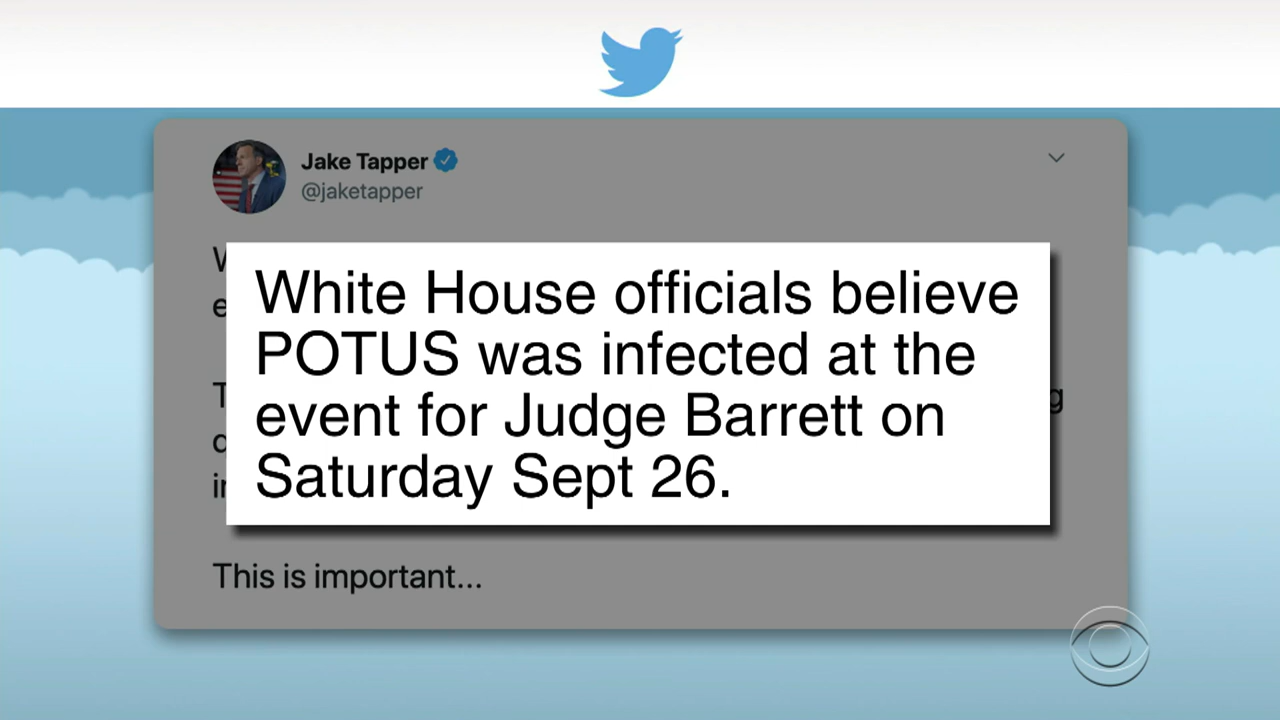 Jake Tapper
@jaketapper
White House officials believe
POTUS was infected at the
event for Judge Barrett on
Saturday Sept 26.
This is important...